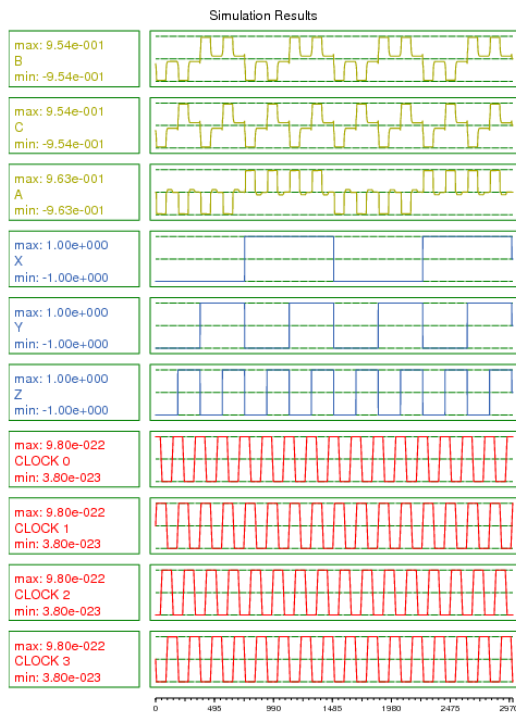 Simulation Results
max: 9.54e-001
B
min: -9.54e-001
max: 9.54e-001
C
min: -9.54e-001
max: 9.63e-001
A
min: -9.63e-001
max: 1.00e+000
X
min: -1.00e+000
max: 1.00e+000
Y
min: -1.00e+000
max: 1.00e+000
Z
min: -1.00e+000
max: 9.80e-022
CLOCK 0
min: 3.80e-023
max: 9.80e-022
CLOCK 1
min: 3.80e-023
max: 9.80e-022
CLOCK 2
min: 3.80e-023
max: 9.80e-022
CLOCK 3
min: 3.80e-023
0 495 990 1485 1980 2475 2970